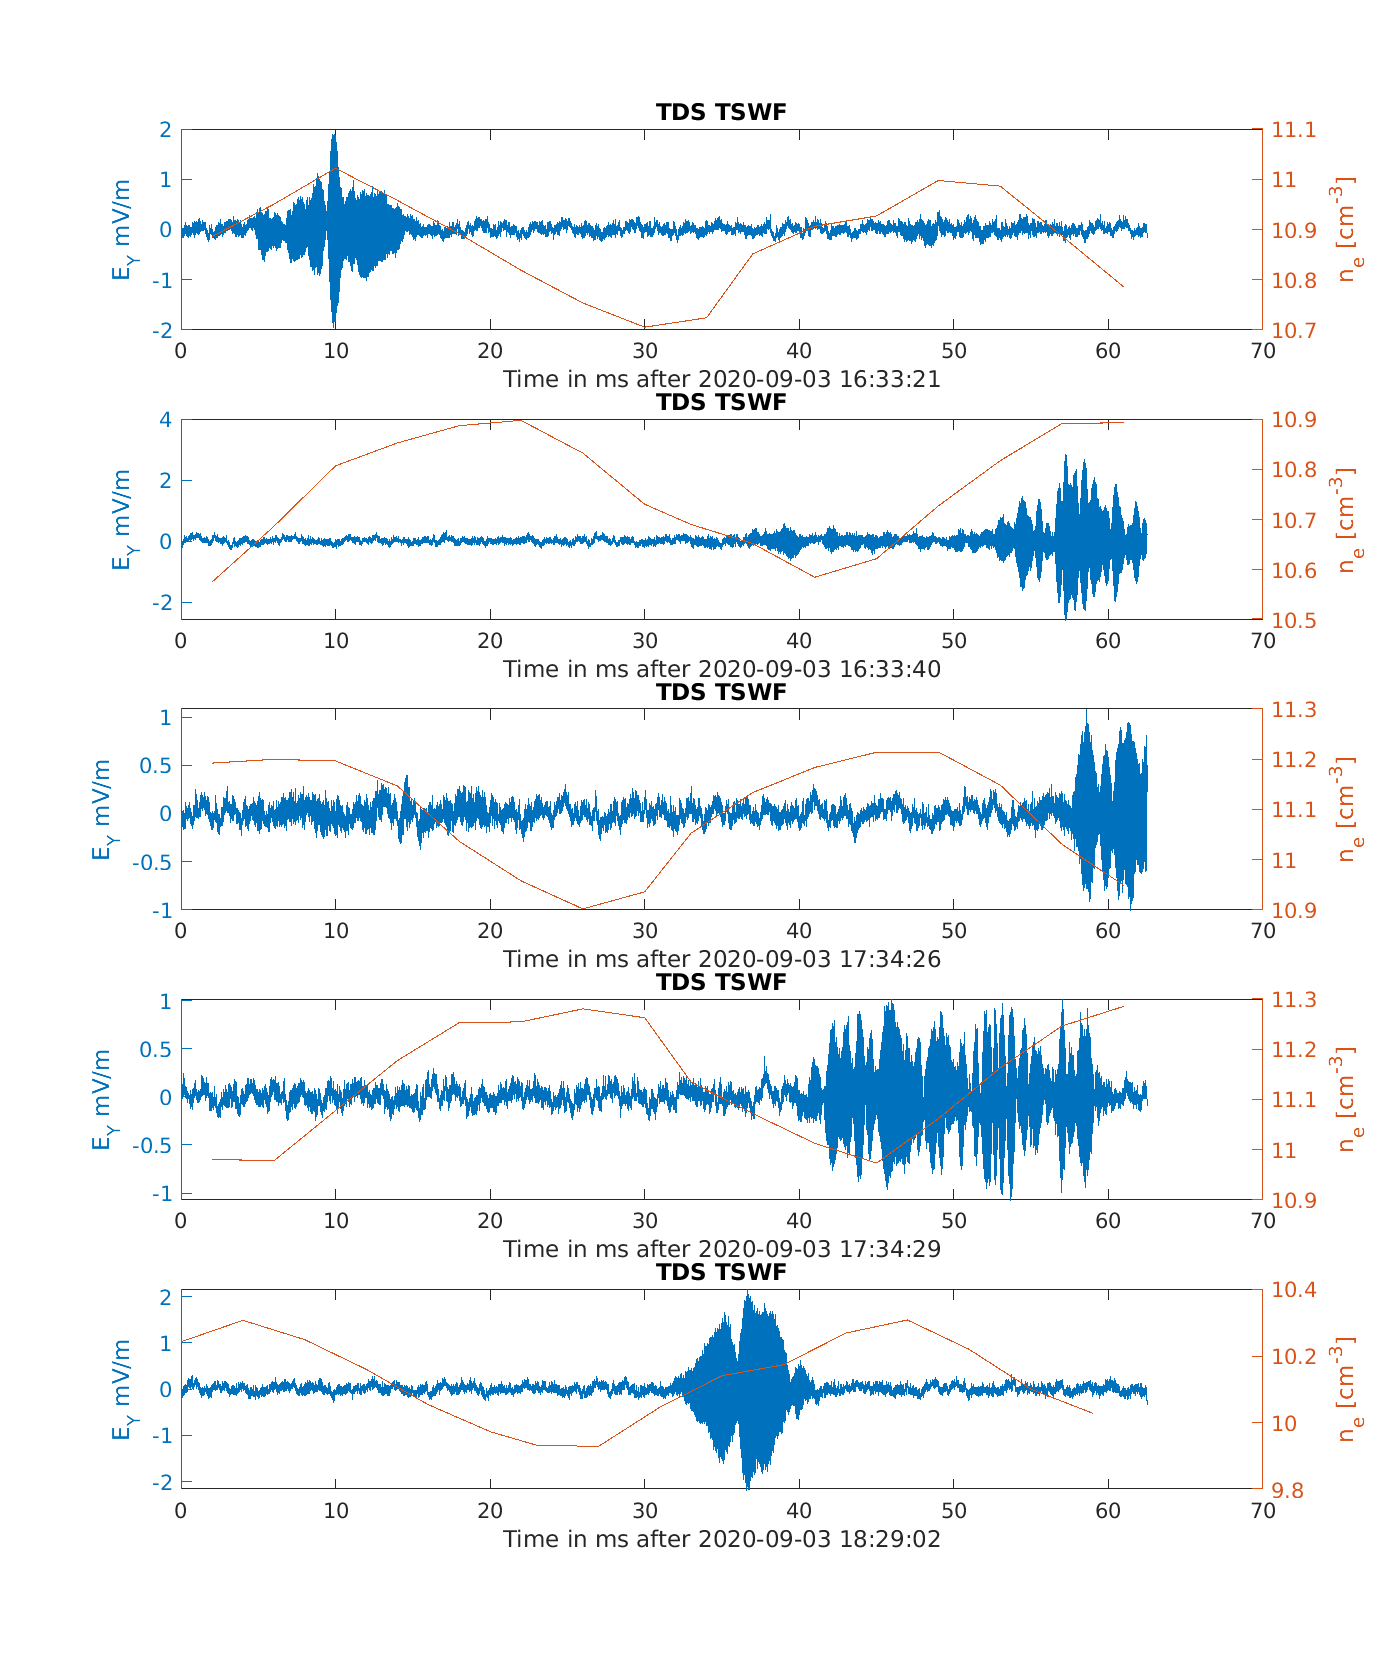 TDS TSWF
2
1
0
-1
-2
E_Y mV/m
11.1
11
10.9
10.8
10.7
n_e [cm^-3]
0 10 20 30 40 50 60 70
Time in ms after 2020-09-03 16:33:21
TDS TSWF
4
2
0
-2
E_Y mV/m
10.9
10.8
10.7
10.6
10.5
n_e [cm^-3]
0 10 20 30 40 50 60 70
Time in ms after 2020-09-03 16:33:40
TDS TSWF
1
0.5
0
-0.5
-1
E_Y mV/m
11.3
11.2
11.1
11
10.9
n_e [cm^-3]
0 10 20 30 40 50 60 70
Time in ms after 2020-09-03 17:34:26
TDS TSWF
1
0.5
0
-0.5
-1
E_Y mV/m
11.3
11.2
11.1
11
10.9
n_e [cm^-3]
0 10 20 30 40 50 60 70
Time in ms after 2020-09-03 17:34:29
TDS TSWF
2
1
0
-1
-2
E_Y mV/m
10.4
10.2
10
9.8
n_e [cm^-3]
0 10 20 30 40 50 60 70
Time in ms after 2020-09-03 18:29:02